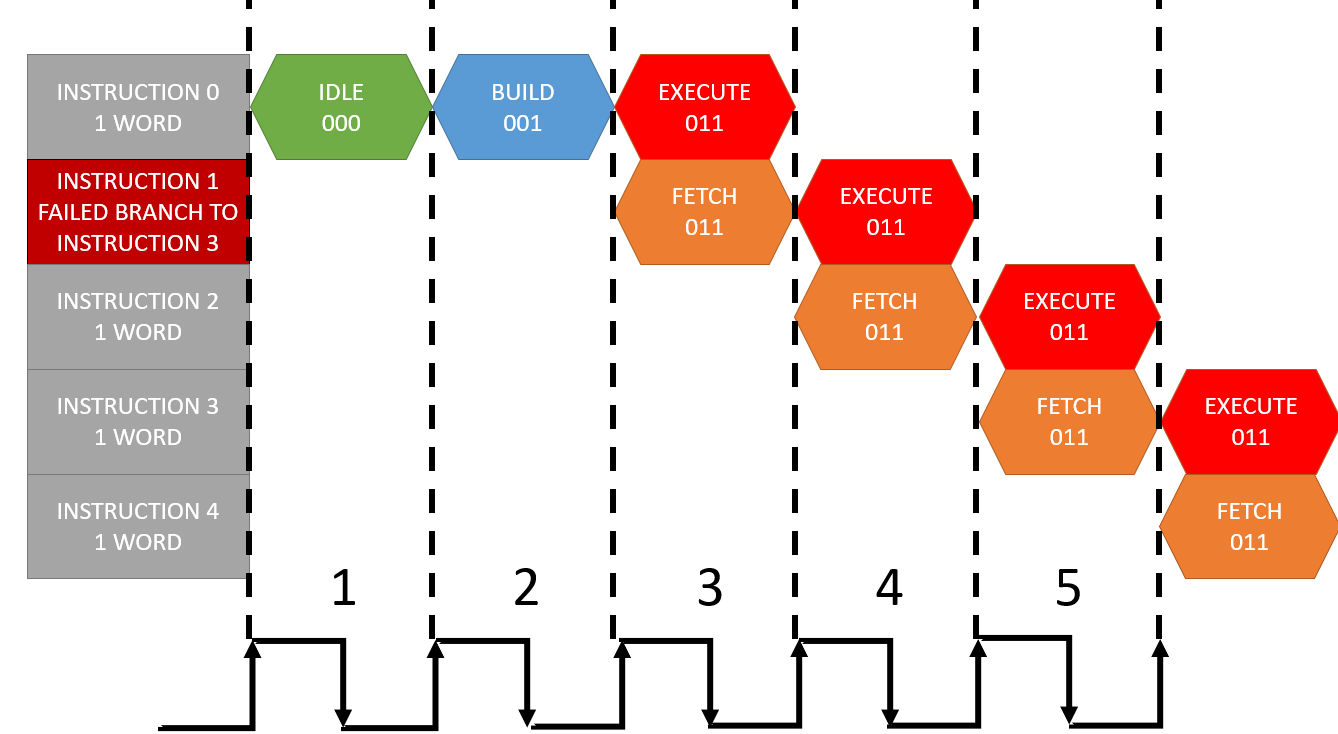 INSTRUCTION 0
1 WORD
IDLE
000
BUILD
001
EXECUTE
011
INSTRUCTION 1
FAILED BRANCH TO
INSTRUCTION 3
FETCH
011
EXECUTE
011
INSTRUCTION 2
1 WORD
FETCH
011
EXECUTE
011
INSTRUCTION 3
1 WORD
FETCH
011
EXECUTE
011
INSTRUCTION 4
1 WORD
FETCH
011
1
2
3
4
5